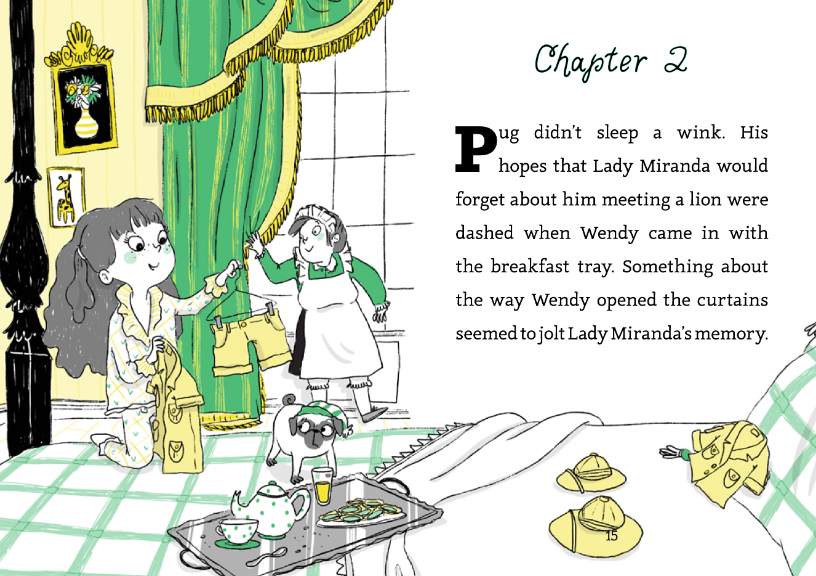 Chapter 2
Pug didn't sleep a wink. His
hopes that Lady Miranda would
forget about him meeting a lion were
dashed when Wendy came in with
the breakfast tray. Something about
the way Wendy opened the curtains
seemed to jolt Lady Miranda's memory.
15